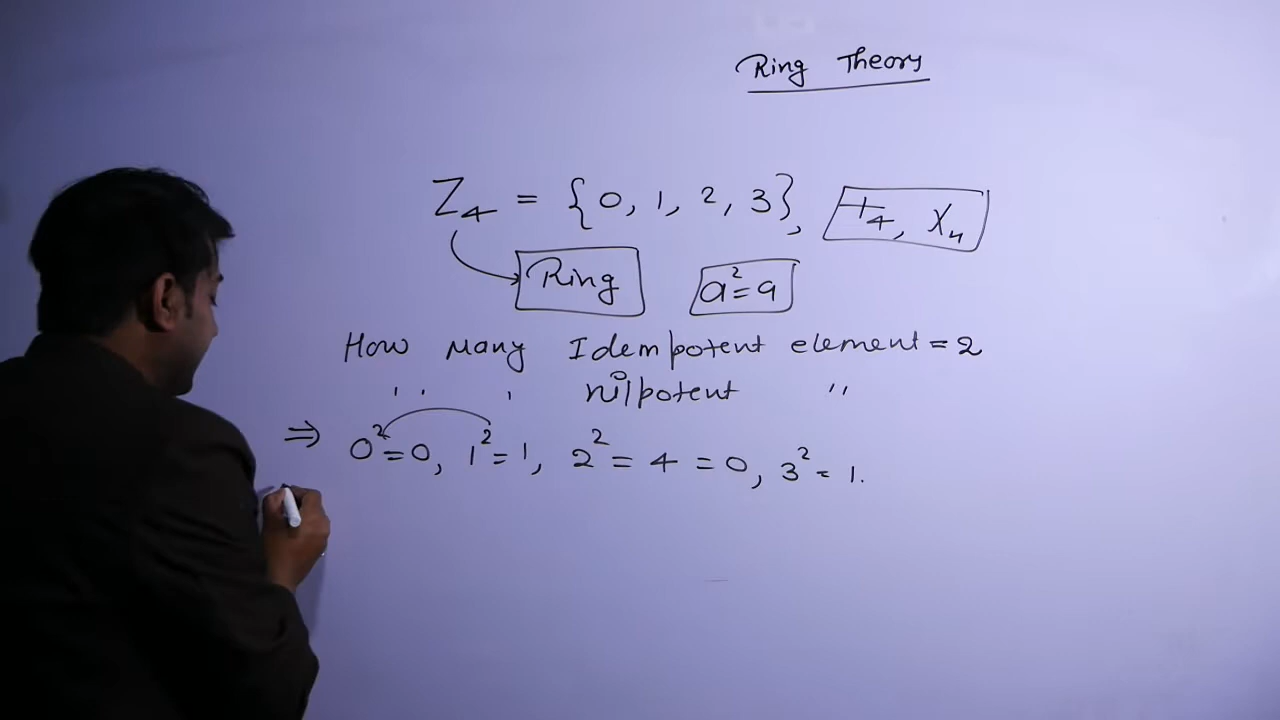 Ring Theory
Z₄ = {0, 1, 2, 3}, +₄, X₄
Ring a² = a
How Many Idempotent element = 2
" " nilpotent "
⇒ 0² = 0, 1² = 1, 2² = 4 = 0, 3² = 1.